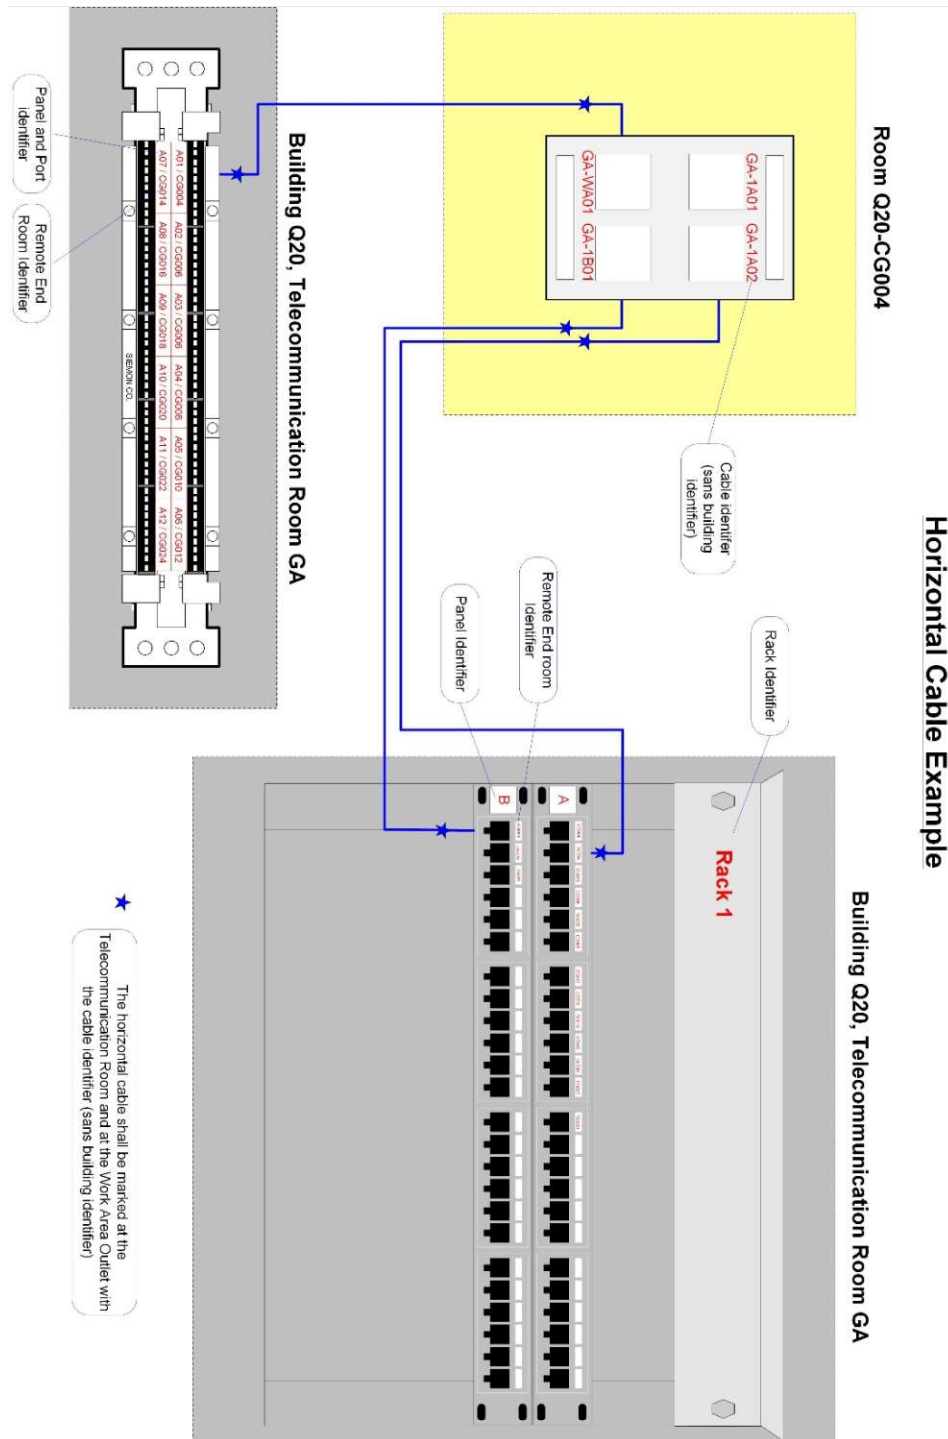 Horizontal Cable Example
Room Q20-CG004
GA-1A01
GA-1A02
GA-WA01
GA-1B01
Cable identifer
(sans building
identifier)
Building Q20, Telecommunication Room GA
A01 / CG004
A02 / CG006
A03 / CG006
A04 / CG008
A05 / CG010
A06 / CG012
A07 / CG014
A08 / CG016
A09 / CG018
A10 / CG020
A11 / CG022
A12 / CG024
SIEMON CO.
Panel and Port
identifier
Remote End
Room Identifier
Building Q20, Telecommunication Room GA
Rack Identifier
Rack 1
Remote End room
Identifier
Panel Identifier
A
B
The horizontal cable shall be marked at the
Telecommunication Room and at the Work Area Outlet with
the cable identifier (sans building identifier)